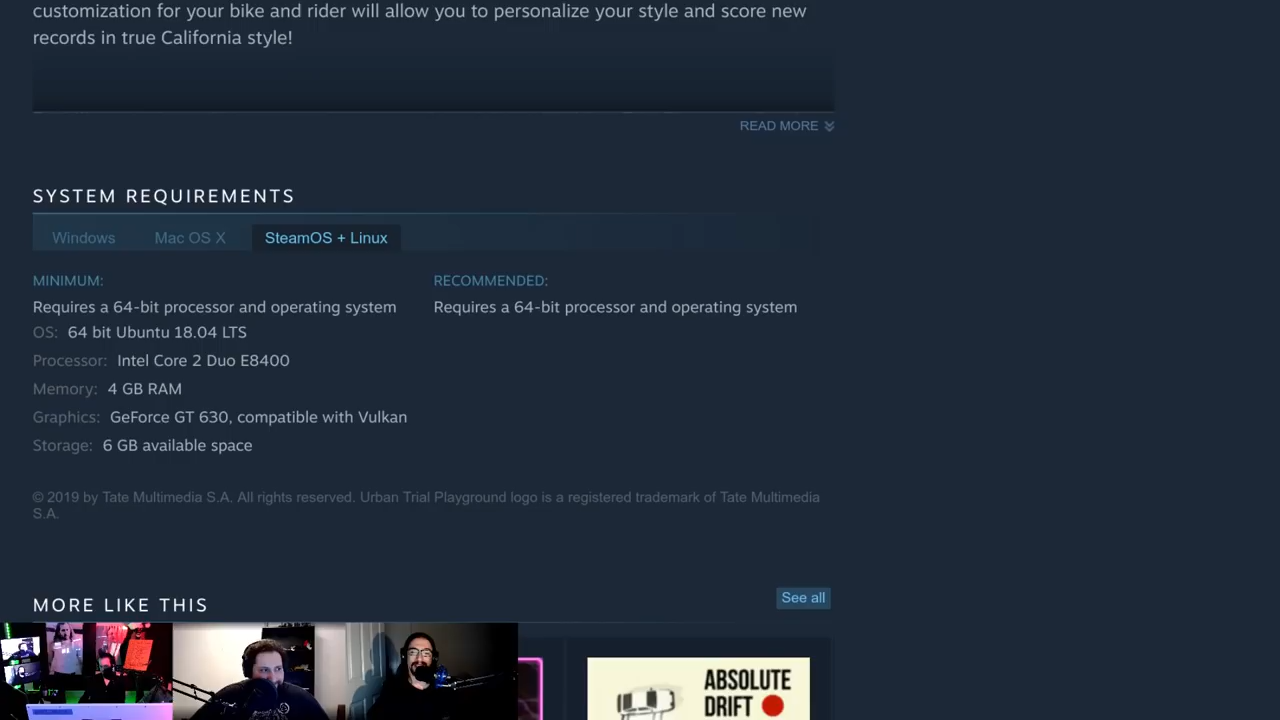 customization for your bike and rider will allow you to personalize your style and score new
records in true California style!
READ MORE
SYSTEM REQUIREMENTS
Windows Mac OS X SteamOS + Linux
MINIMUM:
Requires a 64-bit processor and operating system
OS: 64 bit Ubuntu 18.04 LTS
Processor: Intel Core 2 Duo E8400
Memory: 4 GB RAM
Graphics: GeForce GT 630, compatible with Vulkan
Storage: 6 GB available space
RECOMMENDED:
Requires a 64-bit processor and operating system
© 2019 by Tate Multimedia S.A. All rights reserved. Urban Trial Playground logo is a registered trademark of Tate Multimedia
S.A.
MORE LIKE THIS
See all
ABSOLUTE
DRIFT